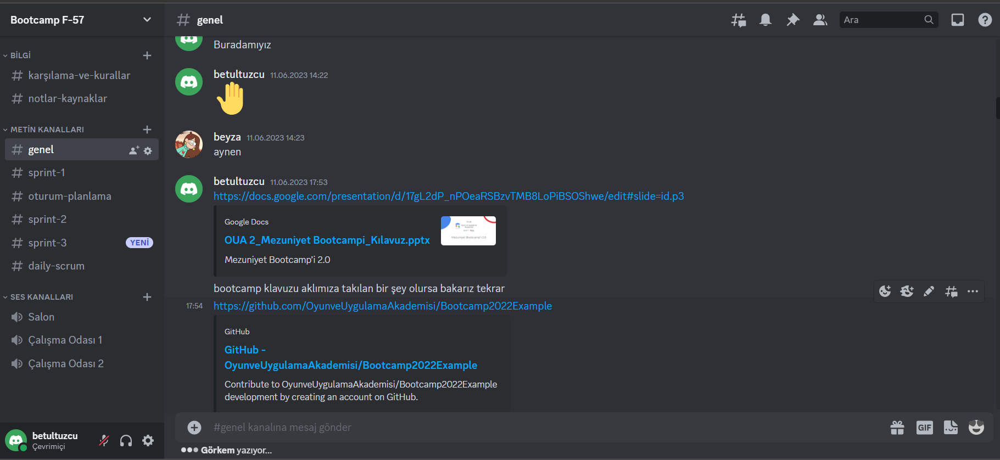 Bootcamp F-57
BİLGİ
karşılama-ve-kurallar
notlar-kaynaklar
METİN KANALLARI
genel
sprint-1
oturum-planlama
sprint-2
sprint-3
YENİ
daily-scrum
SES KANALLARI
Salon
Çalışma Odası 1
Çalışma Odası 2
betultuzcu
Çevrimiçi
genel
Ara
Buradamıyız
betultuzcu 11.06.2023 14:22
beyza 11.06.2023 14:23
aynen
betultuzcu 11.06.2023 17:53
https://docs.google.com/presentation/d/17gL2dP_nPOeaRSBzvTMB8LoPiBSOShwe/edit#slide=id.p3
Google Docs
OUA 2_Mezuniyet Bootcampi_Kılavuz.pptx
Mezuniyet Bootcamp'i 2.0
Mezuniyet Bootcamp’i 2.0
bootcamp klavuzu aklımıza takılan bir şey olursa bakarız tekrar
17:54 https://github.com/OyunveUygulamaAkademisi/Bootcamp2022Example
GitHub
GitHub -
OyunveUygulamaAkademisi/Bootcamp2022Example
Contribute to OyunveUygulamaAkademisi/Bootcamp2022Example
development by creating an account on GitHub.
#genel kanalına mesaj gönder
GIF
Görkem yazıyor...